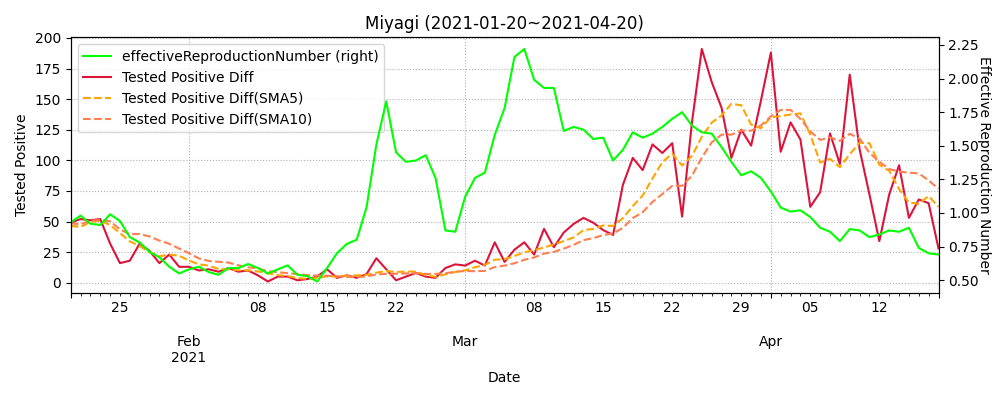 Miyagi (2021-01-20~2021-04-20)
effectiveReproductionNumber (right)
Tested Positive Diff
Tested Positive Diff(SMA5)
Tested Positive Diff(SMA10)
Tested Positive
200
175
150
125
100
75
50
25
0
2.25
2.00
1.75
1.50
1.25
1.00
0.75
0.50
Effective Reproduction Number
25 08 15 22 08 15 22 29 05 12
Feb Mar Apr
2021
Date